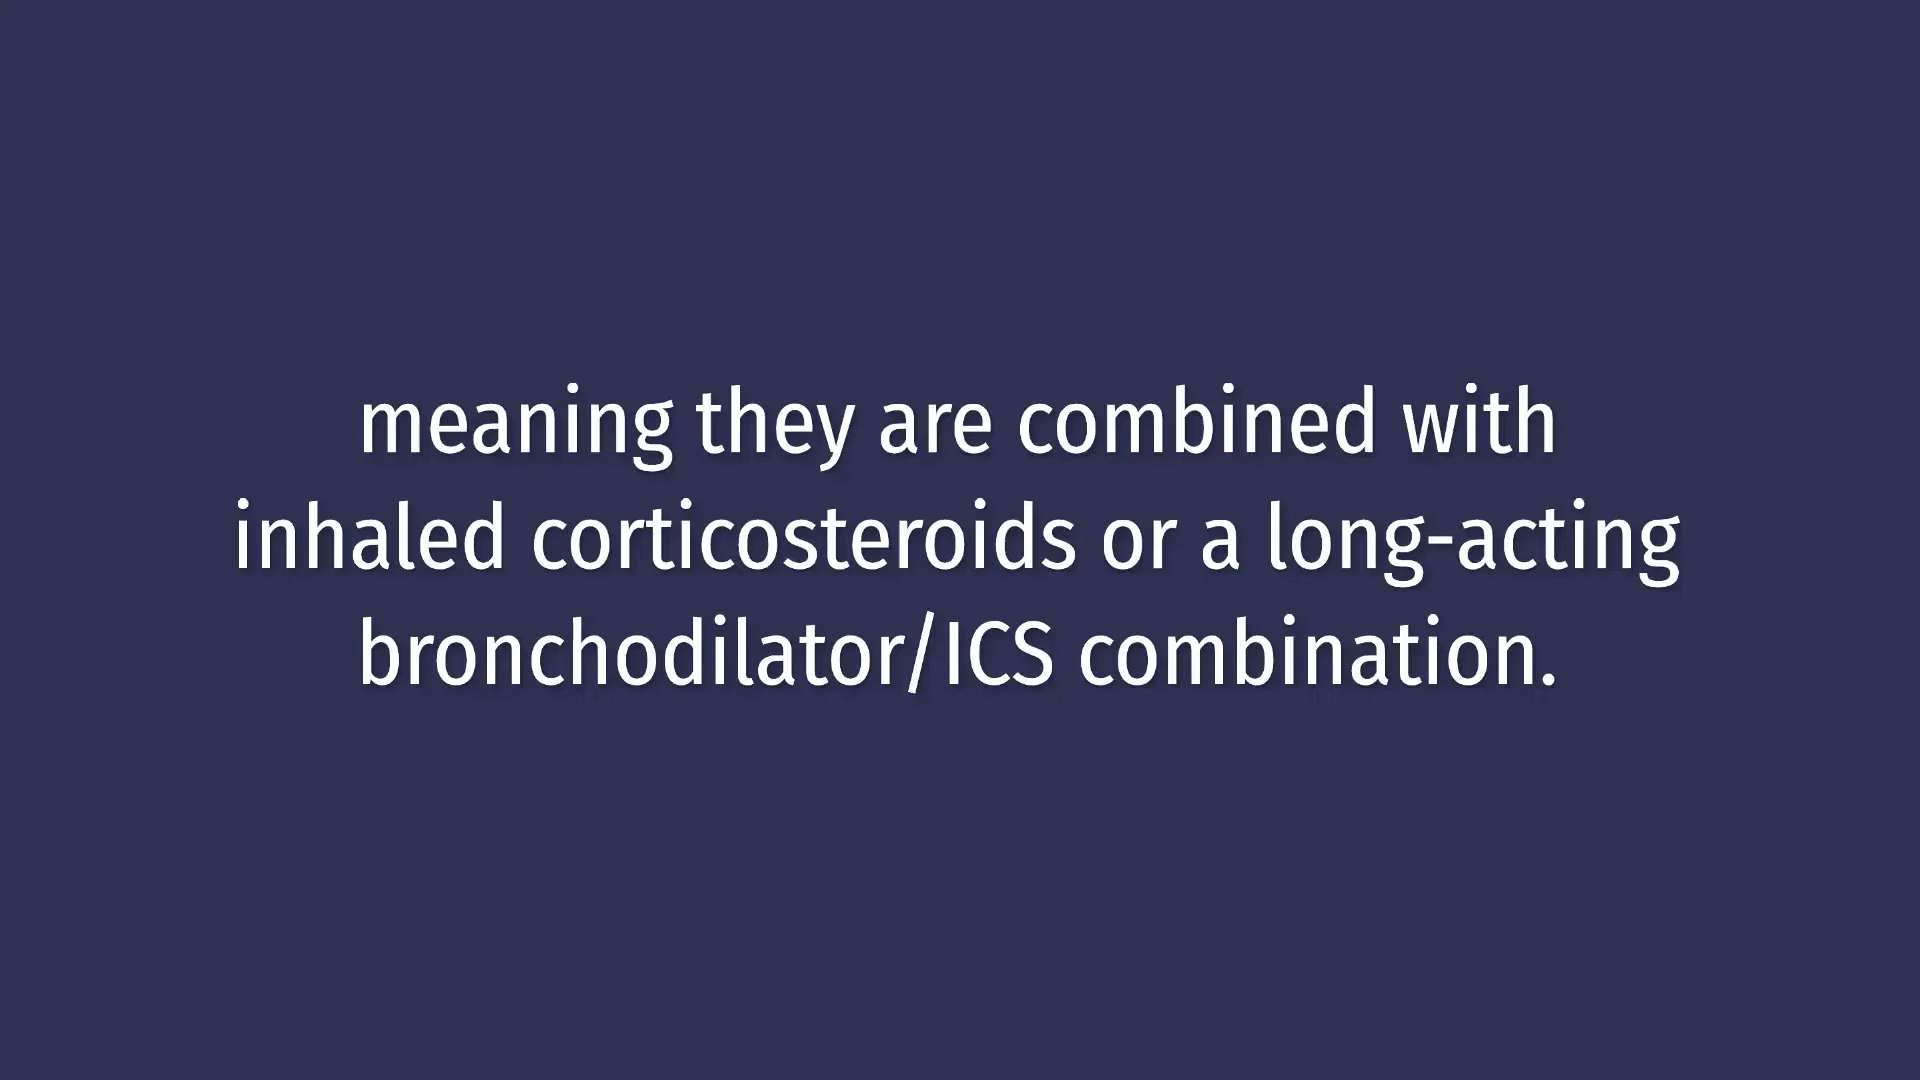 meaning they are combined with
inhaled corticosteroids or a long-acting
bronchodilator/ICS combination.